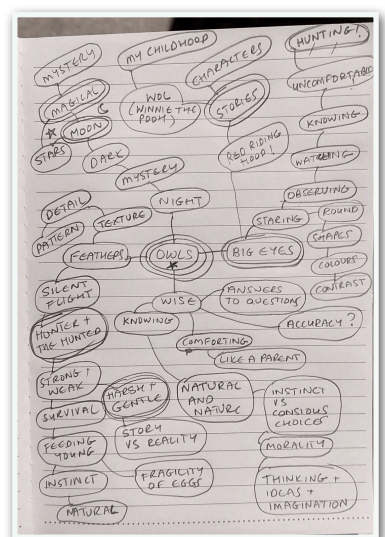 MYSTERY
MAGICAL
MOON
STARS
DARK
MY CHILDHOOD
WOL
(WINNIE THE
POOH.)
CHARACTERS
STORIES
RED RIDING
HOOD!
HUNTING!
UNCOMFORTABLE
KNOWING
WATCHING
OBSERVING
STARING
ROUND
SHAPES
COLOURS
CONTRAST
MYSTERY
NIGHT
DETAIL
PATTERN
TEXTURE
FEATHERS
OWLS
BIG EYES
SILENT
FLIGHT
HUNTER +
THE HUNTED
STRONG +
WEAK
SURVIVAL
FEEDING
YOUNG
INSTINCT
NATURAL
WISE
KNOWING
ANSWERS
TO QUESTIONS
ACCURACY?
COMFORTING
LIKE A PARENT
HARSH +
GENTLE
STORY
VS REALITY
FRAGILITY
OF EGGS
NATURAL
AND
NATURE
INSTINCT
VS
CONSIOUS
CHOICES
MORALITY
THINKING +
IDEAS +
IMAGINATION